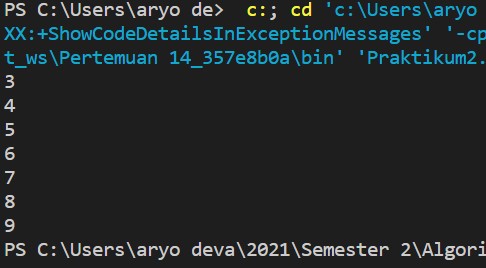 PS C:\Users\aryo de>  c:; cd 'c:\Users\aryo
XX:+ShowCodeDetailsInExceptionMessages' '-cp
t_ws\Pertemuan 14_357e8b0a\bin' 'Praktikum2.
3
4
5
6
7
8
9
PS C:\Users\aryo deva\2021\Semester 2\Algori